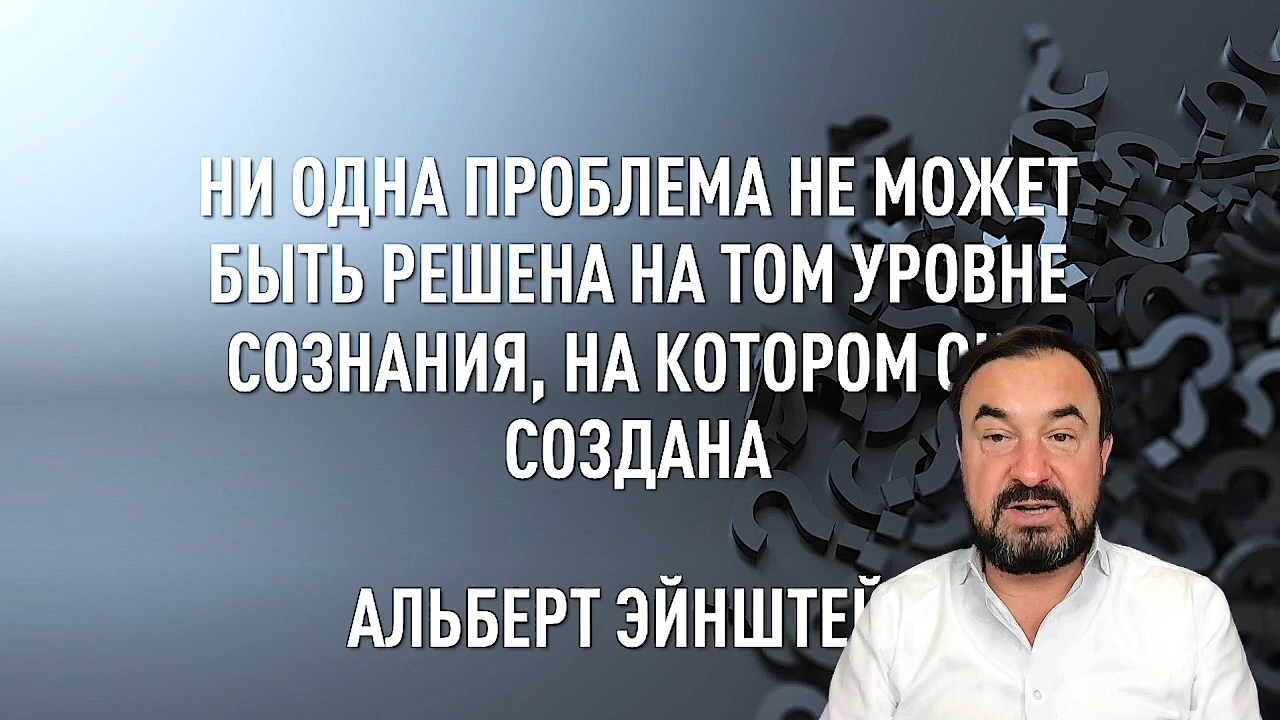 НИ ОДНА ПРОБЛЕМА НЕ МОЖЕТ
БЫТЬ РЕШЕНА НА ТОМ УРОВНЕ
СОЗНАНИЯ, НА КОТОРОМ
СОЗДАНА
АЛЬБЕРТ